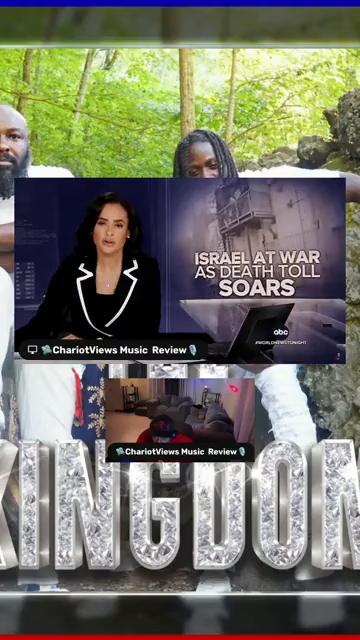 ISRAEL AT WAR
AS DEATH TOLL
SOARS
abc
#WORLDNEWSTONIGHT
ChariotViews Music Review
ChariotViews Music Review
KINGDOM